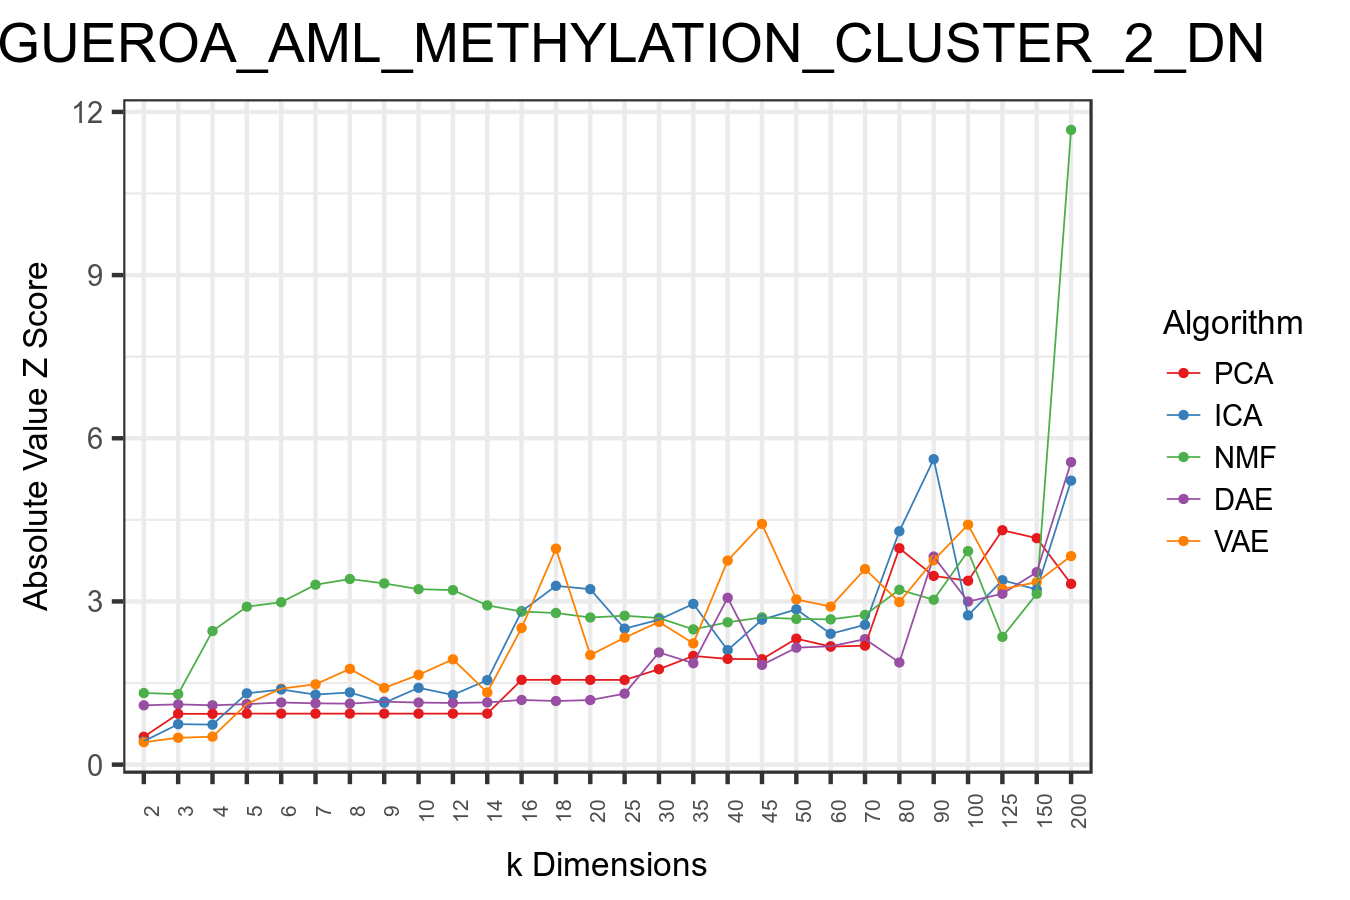 GUEROA_AML_METHYLATION_CLUSTER_2_DN
12
9
6
3
0
Absolute Value Z Score
2 3 4 5 6 7 8 9 10 12 14 16 18 20 25 30 35 40 45 50 60 70 80 90 100 125 150 200
k Dimensions
Algorithm
PCA
ICA
NMF
DAE
VAE